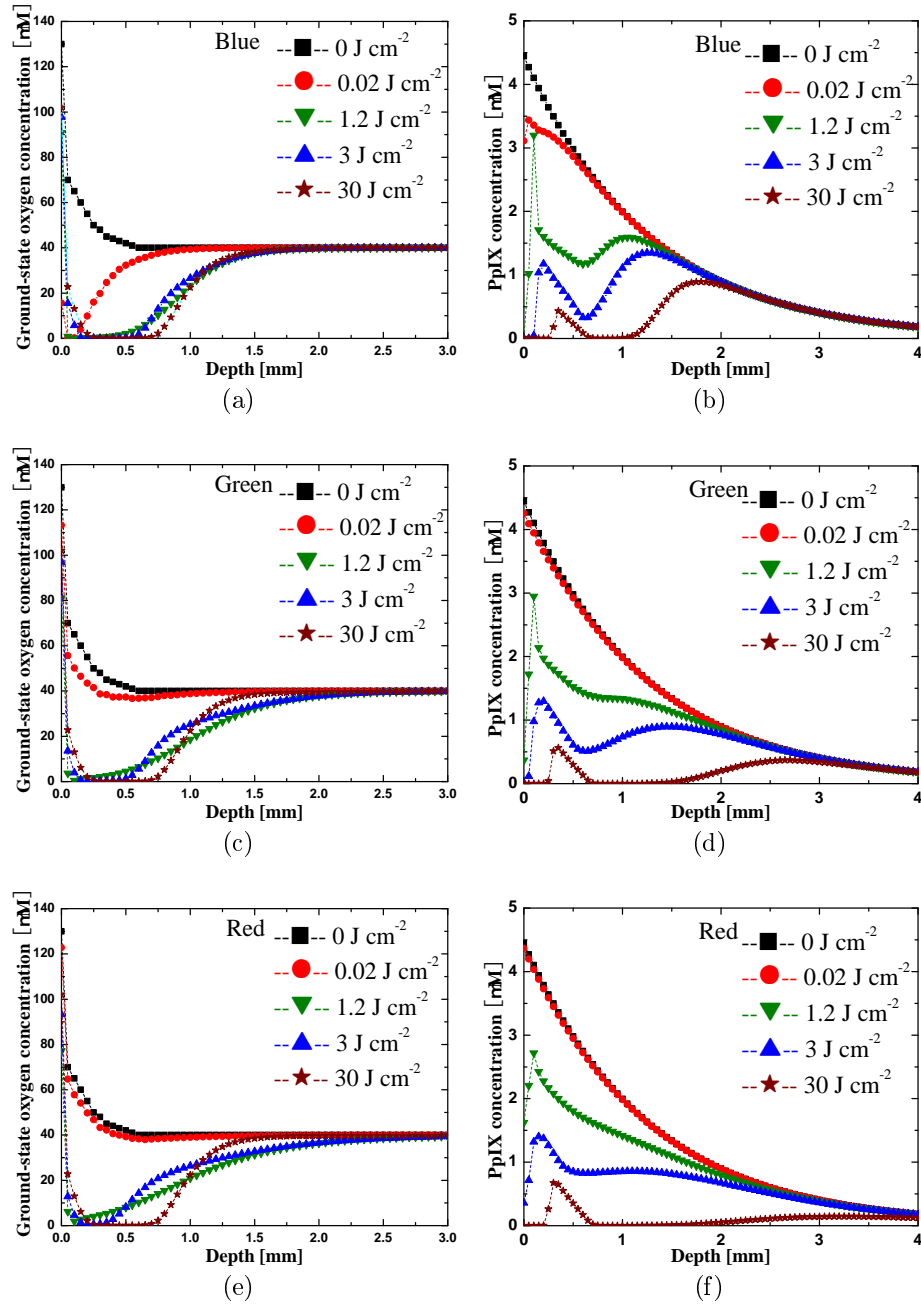 Ground-state oxygen concentration [nM]
140
120
100
80
60
40
20
0
Blue
0 J cm-2
0.02 J cm-2
1.2 J cm-2
3 J cm-2
30 J cm-2
0.0 0.5 1.0 1.5 2.0 2.5 3.0
Depth [mm]
(a)
PpIX concentration [nM]
5
4
3
2
1
0
Blue
0 J cm-2
0.02 J cm-2
1.2 J cm-2
3 J cm-2
30 J cm-2
0 1 2 3 4
Depth [mm]
(b)
Ground-state oxygen concentration [nM]
140
120
100
80
60
40
20
0
Green
0 J cm-2
0.02 J cm-2
1.2 J cm-2
3 J cm-2
30 J cm-2
0.0 0.5 1.0 1.5 2.0 2.5 3.0
Depth [mm]
(c)
PpIX concentration [nM]
5
4
3
2
1
0
Green
0 J cm-2
0.02 J cm-2
1.2 J cm-2
3 J cm-2
30 J cm-2
0 1 2 3 4
Depth [mm]
(d)
Ground-state oxygen concentration [nM]
140
120
100
80
60
40
20
0
Red
0 J cm-2
0.02 J cm-2
1.2 J cm-2
3 J cm-2
30 J cm-2
0.0 0.5 1.0 1.5 2.0 2.5 3.0
Depth [mm]
(e)
PpIX concentration [nM]
5
4
3
2
1
0
Red
0 J cm-2
0.02 J cm-2
1.2 J cm-2
3 J cm-2
30 J cm-2
0 1 2 3 4
Depth [mm]
(f)